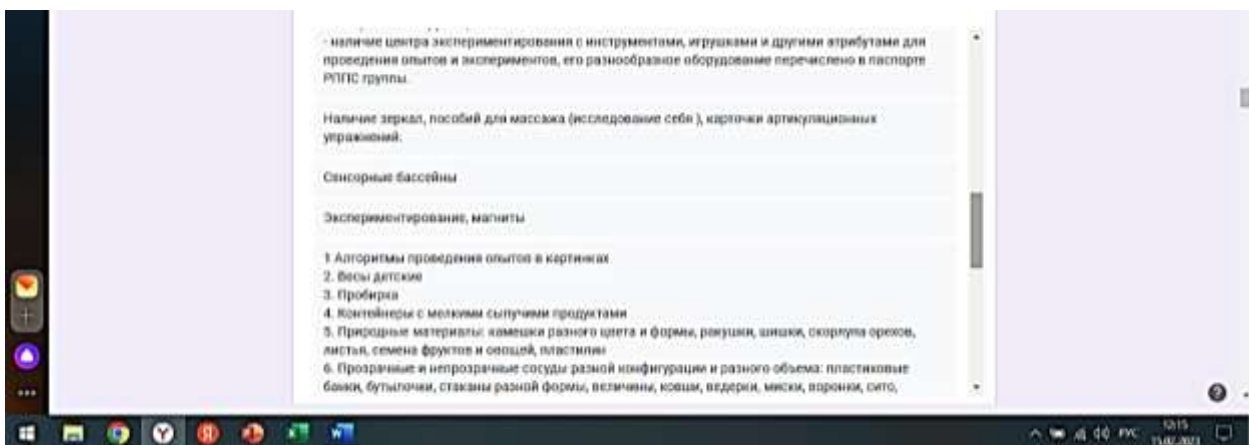 - наличие центра экспериментирования с инструментами, игрушками и другими атрибутами для
проведения опытов и экспериментов, его разнообразное оборудование перечислено в паспорте
РППС группы.
Наличие зеркал, пособий для массажа (исследование себя ), карточки артикуляционных
упражнений.
Сенсорные бассейны
Экспериментирование, магниты
1 Алгоритмы проведения опытов в картинках
2. Весы детские
3. Пробирка
4. Контейнеры с мелкими сыпучими продуктами
5. Природные материалы: камешки разного цвета и формы, ракушки, шишки, скорлупа орехов,
листья, семена фруктов и овощей, пластилин
6. Прозрачные и непрозрачные сосуды разной конфигурации и разного объема: пластиковые
банки, бутылочки, стаканы разной формы, величины, ковши, ведерки, миски, воронки, сито,
РУС
12:15